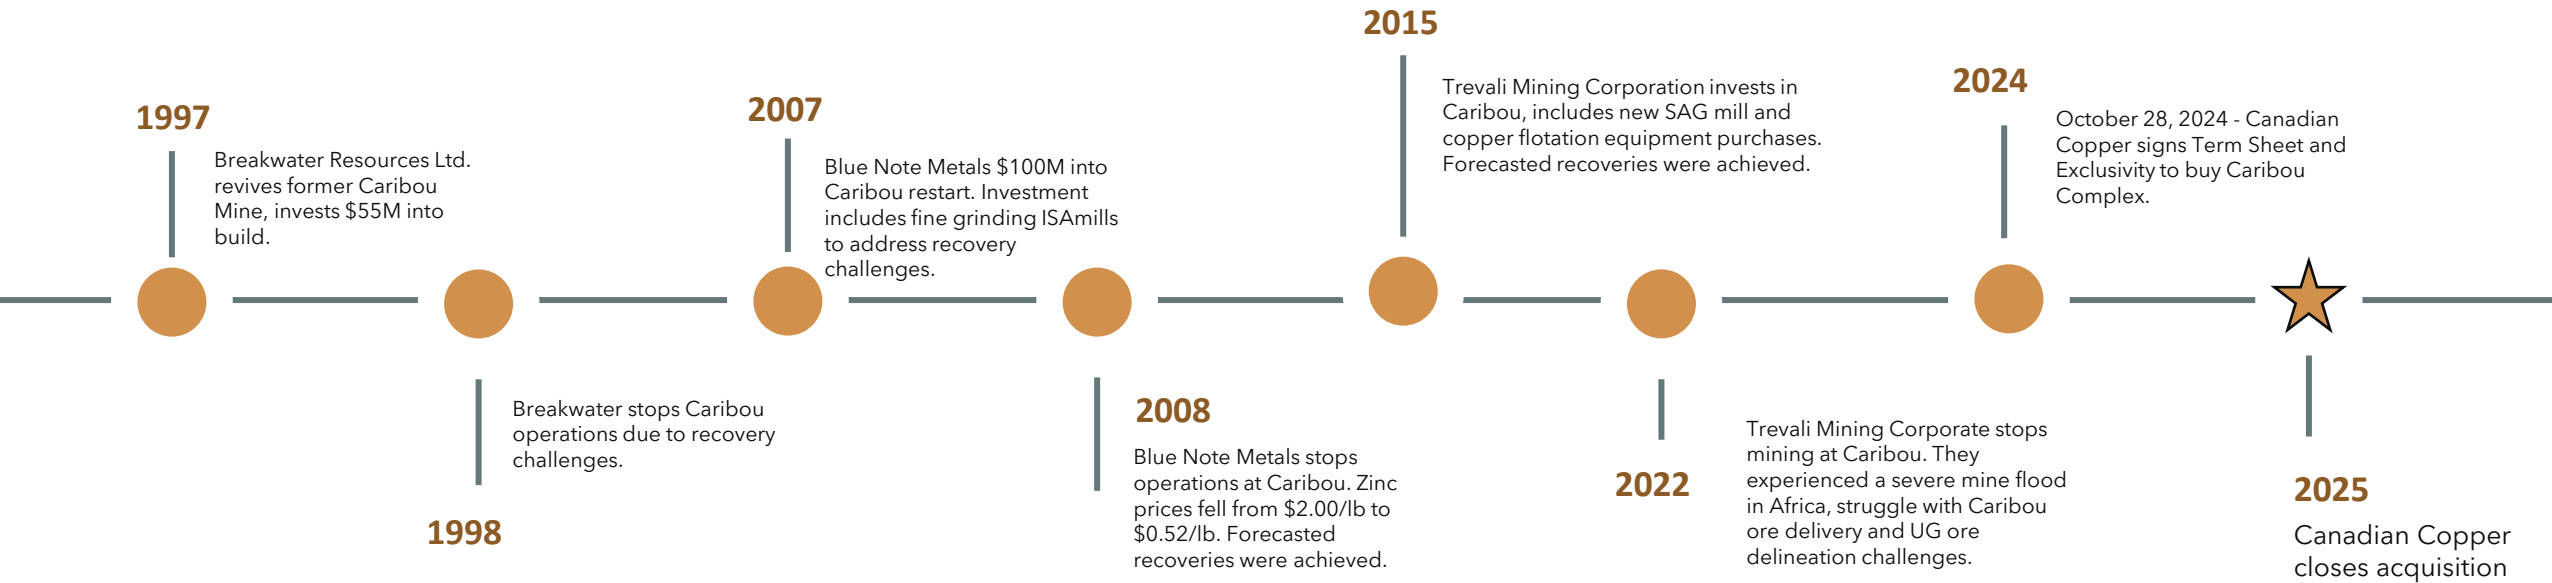 1997
Breakwater Resources Ltd.
revives former Caribou
Mine, invests $55M into
build.
1998
Breakwater stops Caribou
operations due to recovery
challenges.
2007
Blue Note Metals $100M into
Caribou restart. Investment
includes fine grinding ISAmills
to address recovery
challenges.
2008
Blue Note Metals stops
operations at Caribou. Zinc
prices fell from $2.00/lb to
$0.52/lb. Forecasted
recoveries were achieved.
2015
Trevali Mining Corporation invests in
Caribou, includes new SAG mill and
copper flotation equipment purchases.
Forecasted recoveries were achieved.
2022
Trevali Mining Corporate stops
mining at Caribou. They
experienced a severe mine flood
in Africa, struggle with Caribou
ore delivery and UG ore
delineation challenges.
2024
October 28, 2024 - Canadian
Copper signs Term Sheet and
Exclusivity to buy Caribou
Complex.
2025
Canadian Copper
closes acquisition